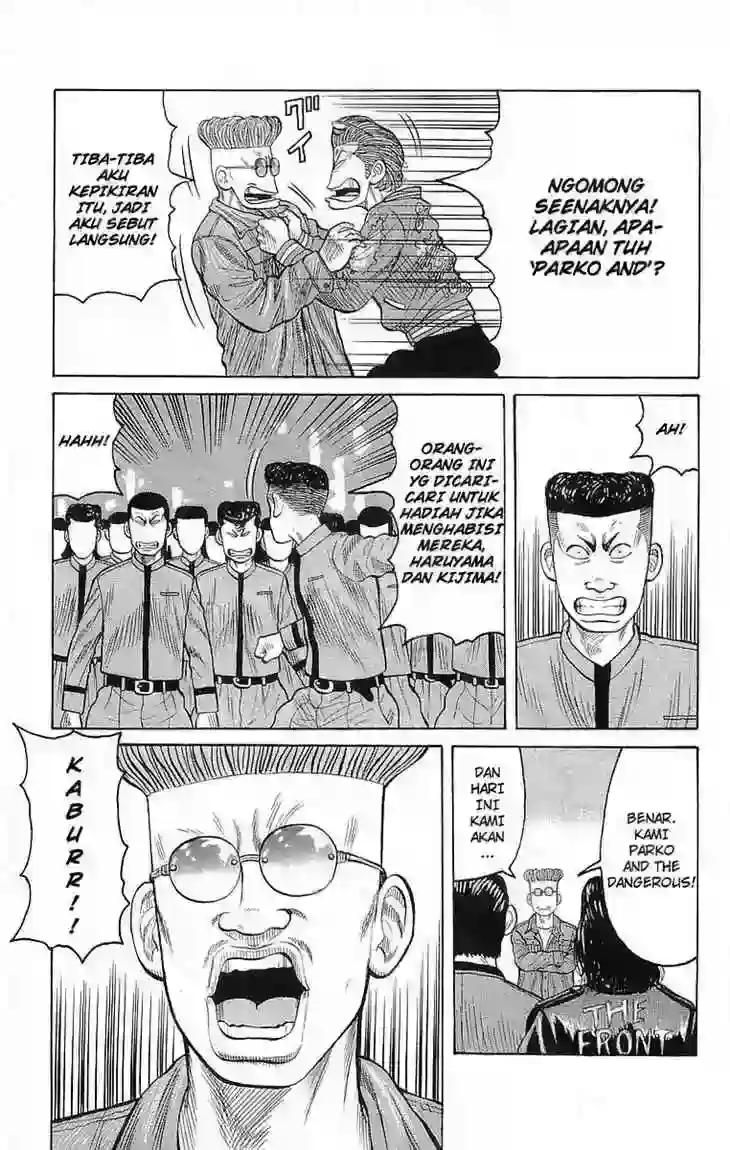 NGOMONG
SEENAKNYA!
LAGIAN, APA-
APAAN TUH
'PARKO AND'?
グイ
TIBA-TIBA
AKU
KEPIKIRAN
ITU, JADI
AKU SEBUT
LANGSUNG!
AH!
ORANG-
ORANG INI
YG DICARI-
CARI UNTUK
HADIAH JIKA
MENGHABISI
MEREKA,
HARUYAMA
DAN KIJIMA!
HAHH!
BENAR.
KAMI
PARKO
AND THE
DANGEROUS!
DAN
HARI
INI
KAMI
AKAN
...
THE
FRONT
KABURR!!